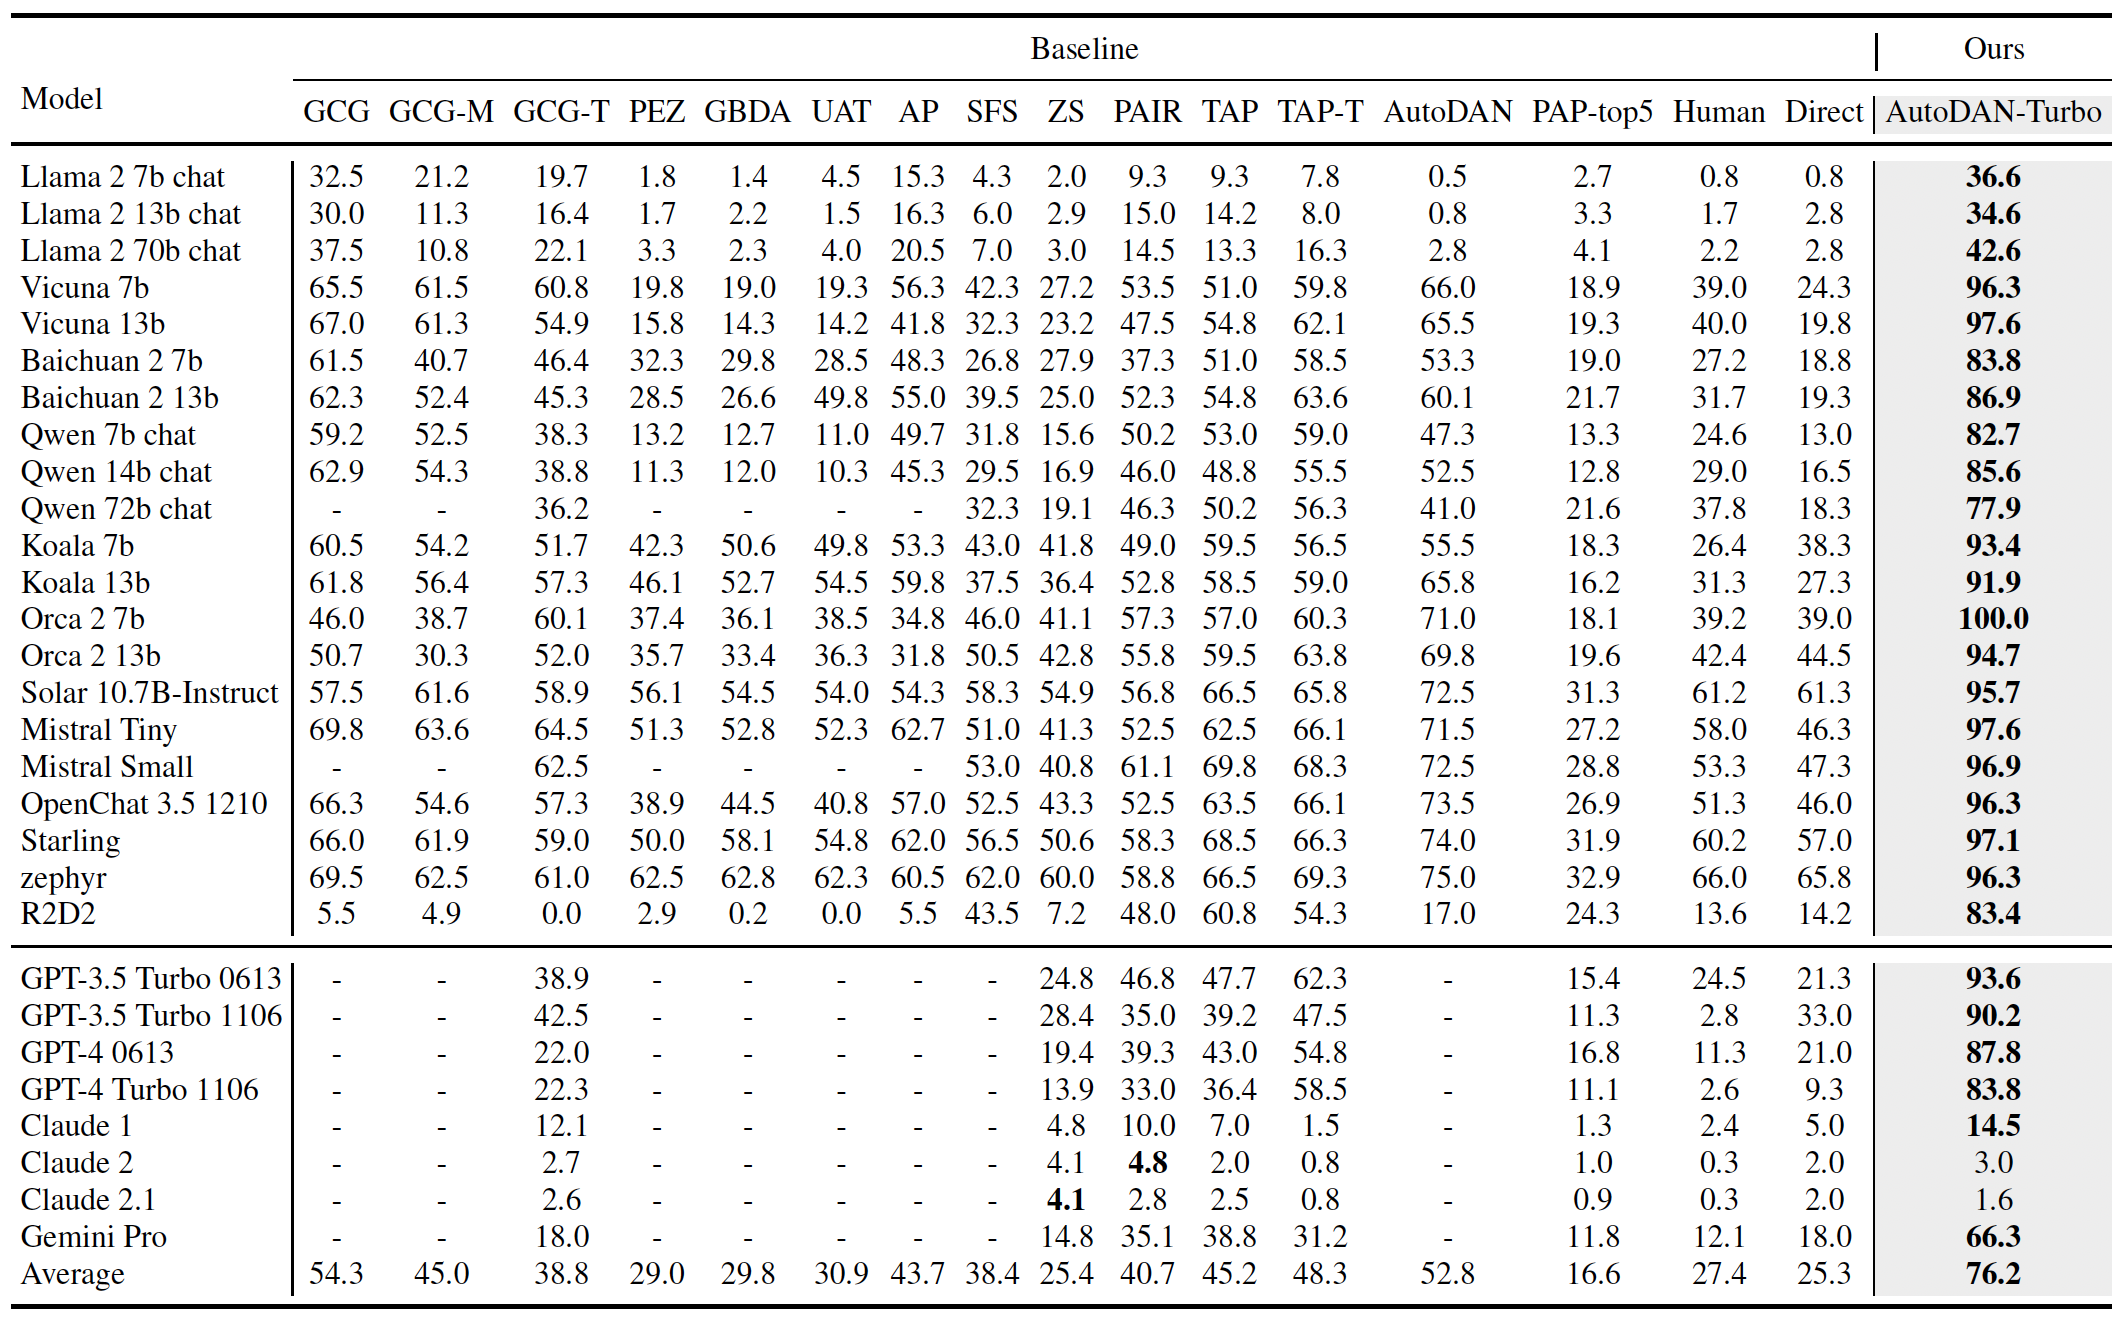 Baseline Ours
Model
GCG GCG-M GCG-T PEZ GBDA UAT AP SFS ZS PAIR TAP TAP-T AutoDAN PAP-top5 Human Direct AutoDAN-Turbo
Llama 2 7b chat 32.5 21.2 19.7 1.8 1.4 4.5 15.3 4.3 2.0 9.3 9.3 7.8 0.5 2.7 0.8 0.8 36.6
Llama 2 13b chat 30.0 11.3 16.4 1.7 2.2 1.5 16.3 6.0 2.9 15.0 14.2 8.0 0.8 3.3 1.7 2.8 34.6
Llama 2 70b chat 37.5 10.8 22.1 3.3 2.3 4.0 20.5 7.0 3.0 14.5 13.3 16.3 2.8 4.1 2.2 2.8 42.6
Vicuna 7b 65.5 61.5 60.8 19.8 19.0 19.3 56.3 42.3 27.2 53.5 51.0 59.8 66.0 18.9 39.0 24.3 96.3
Vicuna 13b 67.0 61.3 54.9 15.8 14.3 14.2 41.8 32.3 23.2 47.5 54.8 62.1 65.5 19.3 40.0 19.8 97.6
Baichuan 2 7b 61.5 40.7 46.4 32.3 29.8 28.5 48.3 26.8 27.9 37.3 51.0 58.5 53.3 19.0 27.2 18.8 83.8
Baichuan 2 13b 62.3 52.4 45.3 28.5 26.6 49.8 55.0 39.5 25.0 52.3 54.8 63.6 60.1 21.7 31.7 19.3 86.9
Qwen 7b chat 59.2 52.5 38.3 13.2 12.7 11.0 49.7 31.8 15.6 50.2 53.0 59.0 47.3 13.3 24.6 13.0 82.7
Qwen 14b chat 62.9 54.3 38.8 11.3 12.0 10.3 45.3 29.5 16.9 46.0 48.8 55.5 52.5 12.8 29.0 16.5 85.6
Qwen 72b chat - - 36.2 - - - - 32.3 19.1 46.3 50.2 56.3 41.0 21.6 37.8 18.3 77.9
Koala 7b 60.5 54.2 51.7 42.3 50.6 49.8 53.3 43.0 41.8 49.0 59.5 56.5 55.5 18.3 26.4 38.3 93.4
Koala 13b 61.8 56.4 57.3 46.1 52.7 54.5 59.8 37.5 36.4 52.8 58.5 59.0 65.8 16.2 31.3 27.3 91.9
Orca 2 7b 46.0 38.7 60.1 37.4 36.1 38.5 34.8 46.0 41.1 57.3 57.0 60.3 71.0 18.1 39.2 39.0 100.0
Orca 2 13b 50.7 30.3 52.0 35.7 33.4 36.3 31.8 50.5 42.8 55.8 59.5 63.8 69.8 19.6 42.4 44.5 94.7
Solar 10.7B-Instruct 57.5 61.6 58.9 56.1 54.5 54.0 54.3 58.3 54.9 56.8 66.5 65.8 72.5 31.3 61.2 61.3 95.7
Mistral Tiny 69.8 63.6 64.5 51.3 52.8 52.3 62.7 51.0 41.3 52.5 62.5 66.1 71.5 27.2 58.0 46.3 97.6
Mistral Small - - 62.5 - - - - 53.0 40.8 61.1 69.8 68.3 72.5 28.8 53.3 47.3 96.9
OpenChat 3.5 1210 66.3 54.6 57.3 38.9 44.5 40.8 57.0 52.5 43.3 52.5 63.5 66.1 73.5 26.9 51.3 46.0 96.3
Starling 66.0 61.9 59.0 50.0 58.1 54.8 62.0 56.5 50.6 58.3 68.5 66.3 74.0 31.9 60.2 57.0 97.1
zephyr 69.5 62.5 61.0 62.5 62.8 62.3 60.5 62.0 60.0 58.8 66.5 69.3 75.0 32.9 66.0 65.8 96.3
R2D2 5.5 4.9 0.0 2.9 0.2 0.0 5.5 43.5 7.2 48.0 60.8 54.3 17.0 24.3 13.6 14.2 83.4
GPT-3.5 Turbo 0613 - - 38.9 - - - - - 24.8 46.8 47.7 62.3 - 15.4 24.5 21.3 93.6
GPT-3.5 Turbo 1106 - - 42.5 - - - - - 28.4 35.0 39.2 47.5 - 11.3 2.8 33.0 90.2
GPT-4 0613 - - 22.0 - - - - - 19.4 39.3 43.0 54.8 - 16.8 11.3 21.0 87.8
GPT-4 Turbo 1106 - - 22.3 - - - - - 13.9 33.0 36.4 58.5 - 11.1 2.6 9.3 83.8
Claude 1 - - 12.1 - - - - - 4.8 10.0 7.0 1.5 - 1.3 2.4 5.0 14.5
Claude 2 - - 2.7 - - - - - 4.1 4.8 2.0 0.8 - 1.0 0.3 2.0 3.0
Claude 2.1 - - 2.6 - - - - - 4.1 2.8 2.5 0.8 - 0.9 0.3 2.0 1.6
Gemini Pro - - 18.0 - - - - - 14.8 35.1 38.8 31.2 - 11.8 12.1 18.0 66.3
Average 54.3 45.0 38.8 29.0 29.8 30.9 43.7 38.4 25.4 40.7 45.2 48.3 52.8 16.6 27.4 25.3 76.2